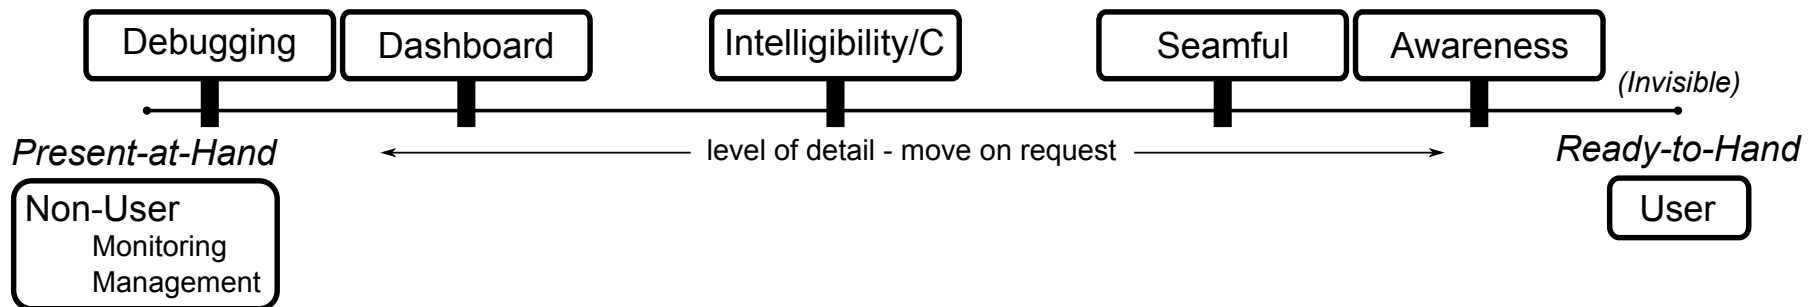 Debugging
Dashboard
Intelligibility/C
Seamful
Awareness
(Invisible)
Present-at-Hand
level of detail - move on request
Ready-to-Hand
Non-User
Monitoring
Management
User